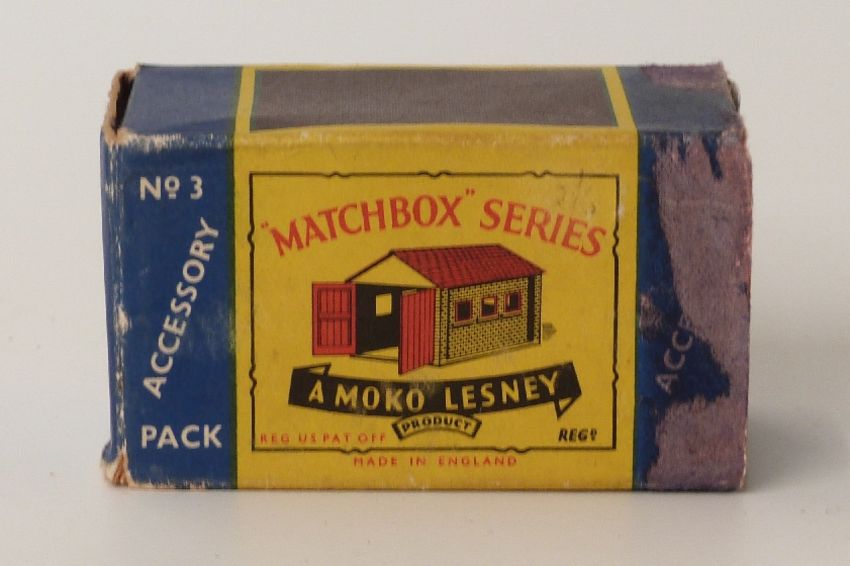 Nº 3
ACCESSORY
PACK
"MATCHBOX" SERIES
A MOKO LESNEY
PRODUCT
REG US PAT OFF
REGº
MADE IN ENGLAND
ACC